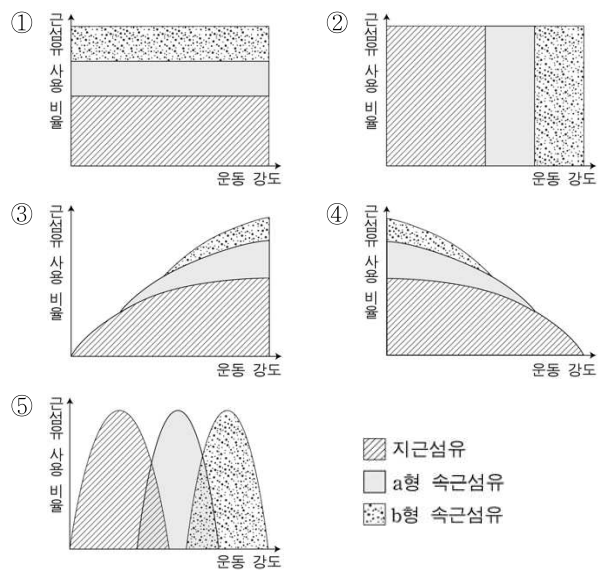 ①
근섬유 사용 비율
운동 강도
②
근섬유 사용 비율
운동 강도
③
근섬유 사용 비율
운동 강도
④
근섬유 사용 비율
운동 강도
⑤
근섬유 사용 비율
운동 강도
지근섬유
a형 속근섬유
b형 속근섬유